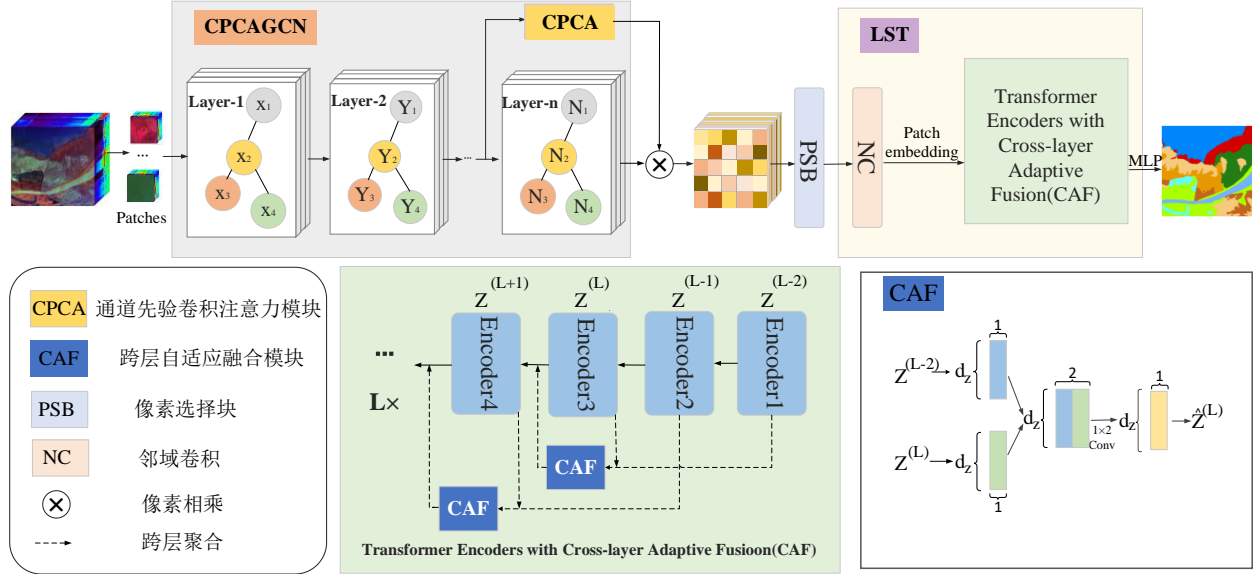 CPCAGCN
CPCA
LST
Layer-1
x1
x2
x3
x4
Layer-2
Y1
Y2
Y3
Y4
...
Layer-n
N1
N2
N3
N4
...
Patches
PSB
NC
Patch
embedding
Transformer
Encoders with
Cross-layer
Adaptive
Fusion(CAF)
MLP
CPCA 通道先验卷积注意力模块
CAF 跨层自适应融合模块
PSB 像素选择块
NC 邻域卷积
像素相乘
跨层聚合
Z(L+1) Z(L) Z(L-1) Z(L-2)
...
L×
Encoder4
Encoder3
Encoder2
Encoder1
CAF
CAF
Transformer Encoders with Cross-layer Adaptive Fusioon(CAF)
CAF
1
Z(L-2) dz
2
dz
1×2
Conv
1
dz
Ẑ(L)
Z(L) dz
1